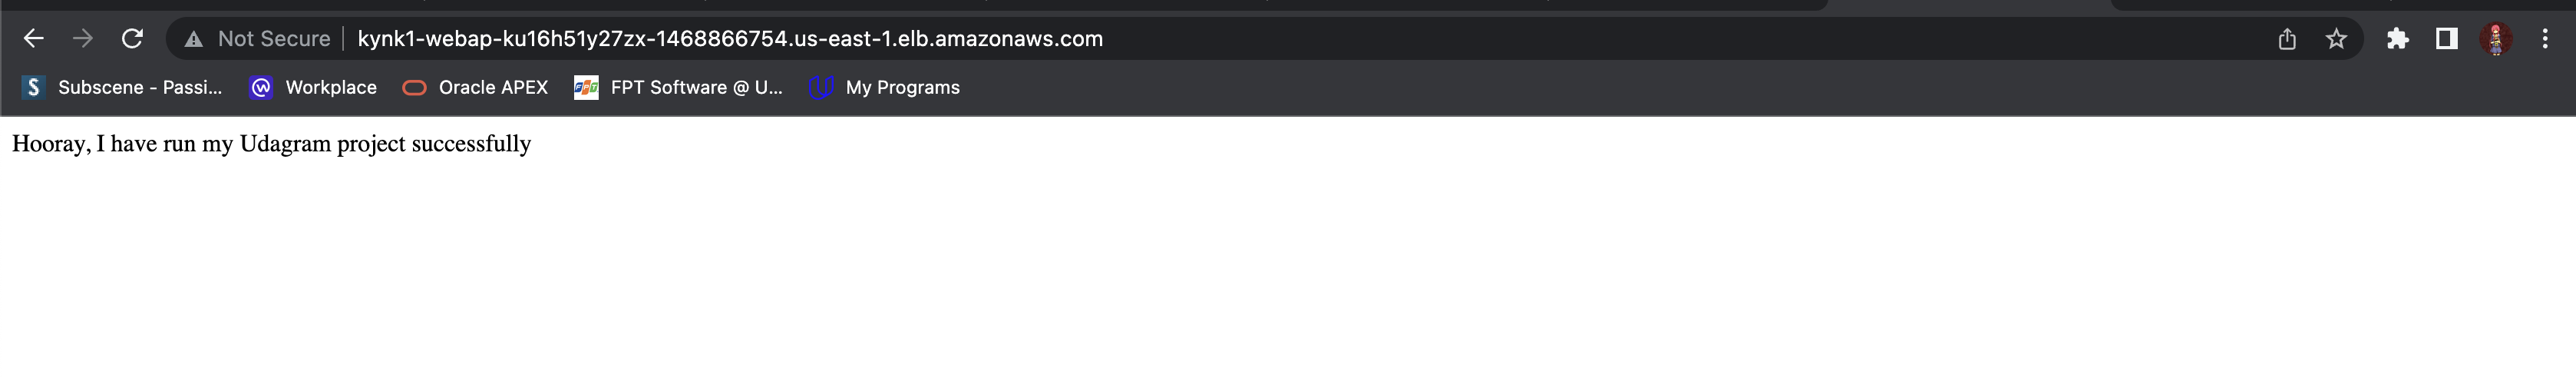 Not Secure kynk1-webap-ku16h51y27zx-1468866754.us-east-1.elb.amazonaws.com
Subscene - Passi... Workplace Oracle APEX FPT Software @ U... My Programs
Hooray, I have run my Udagram project successfully